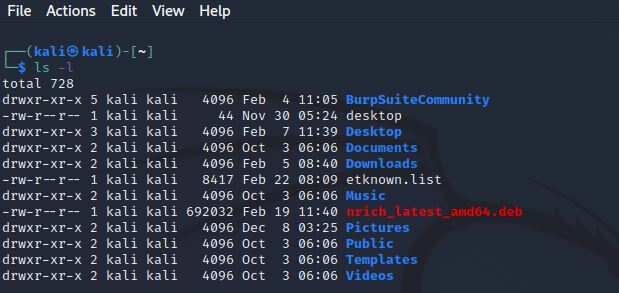 File Actions Edit View Help
┌──(kali㉿kali)-[~]
└─$ ls -l
total 728
drwxr-xr-x 5 kali kali   4096 Feb  4 11:05 BurpSuiteCommunity
-rw-r--r-- 1 kali kali     44 Nov 30 05:24 desktop
drwxr-xr-x 3 kali kali   4096 Feb  7 11:39 Desktop
drwxr-xr-x 2 kali kali   4096 Oct  3 06:06 Documents
drwxr-xr-x 2 kali kali   4096 Feb  5 08:40 Downloads
-rw-r--r-- 1 kali kali   8417 Feb 22 08:09 etknown.list
drwxr-xr-x 2 kali kali   4096 Oct  3 06:06 Music
-rw-r--r-- 1 kali kali 692032 Feb 19 11:40 nrich_latest_amd64.deb
drwxr-xr-x 2 kali kali   4096 Dec  8 03:25 Pictures
drwxr-xr-x 2 kali kali   4096 Oct  3 06:06 Public
drwxr-xr-x 2 kali kali   4096 Oct  3 06:06 Templates
drwxr-xr-x 2 kali kali   4096 Oct  3 06:06 Videos